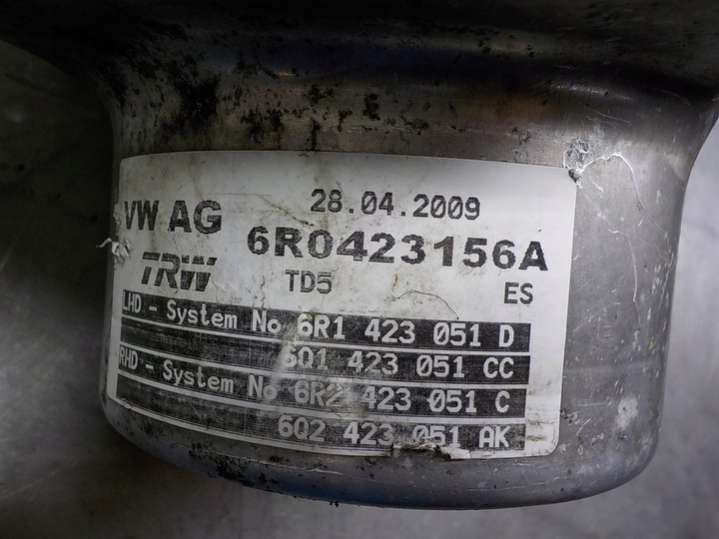 28.04.2009
VW AG 6R0423156A
TRW TD5 ES
LHD - System No 6R1 423 051 D
6Q1 423 051 CC
RHD - System No 6R2 423 051 C
6Q2 423 051 AK